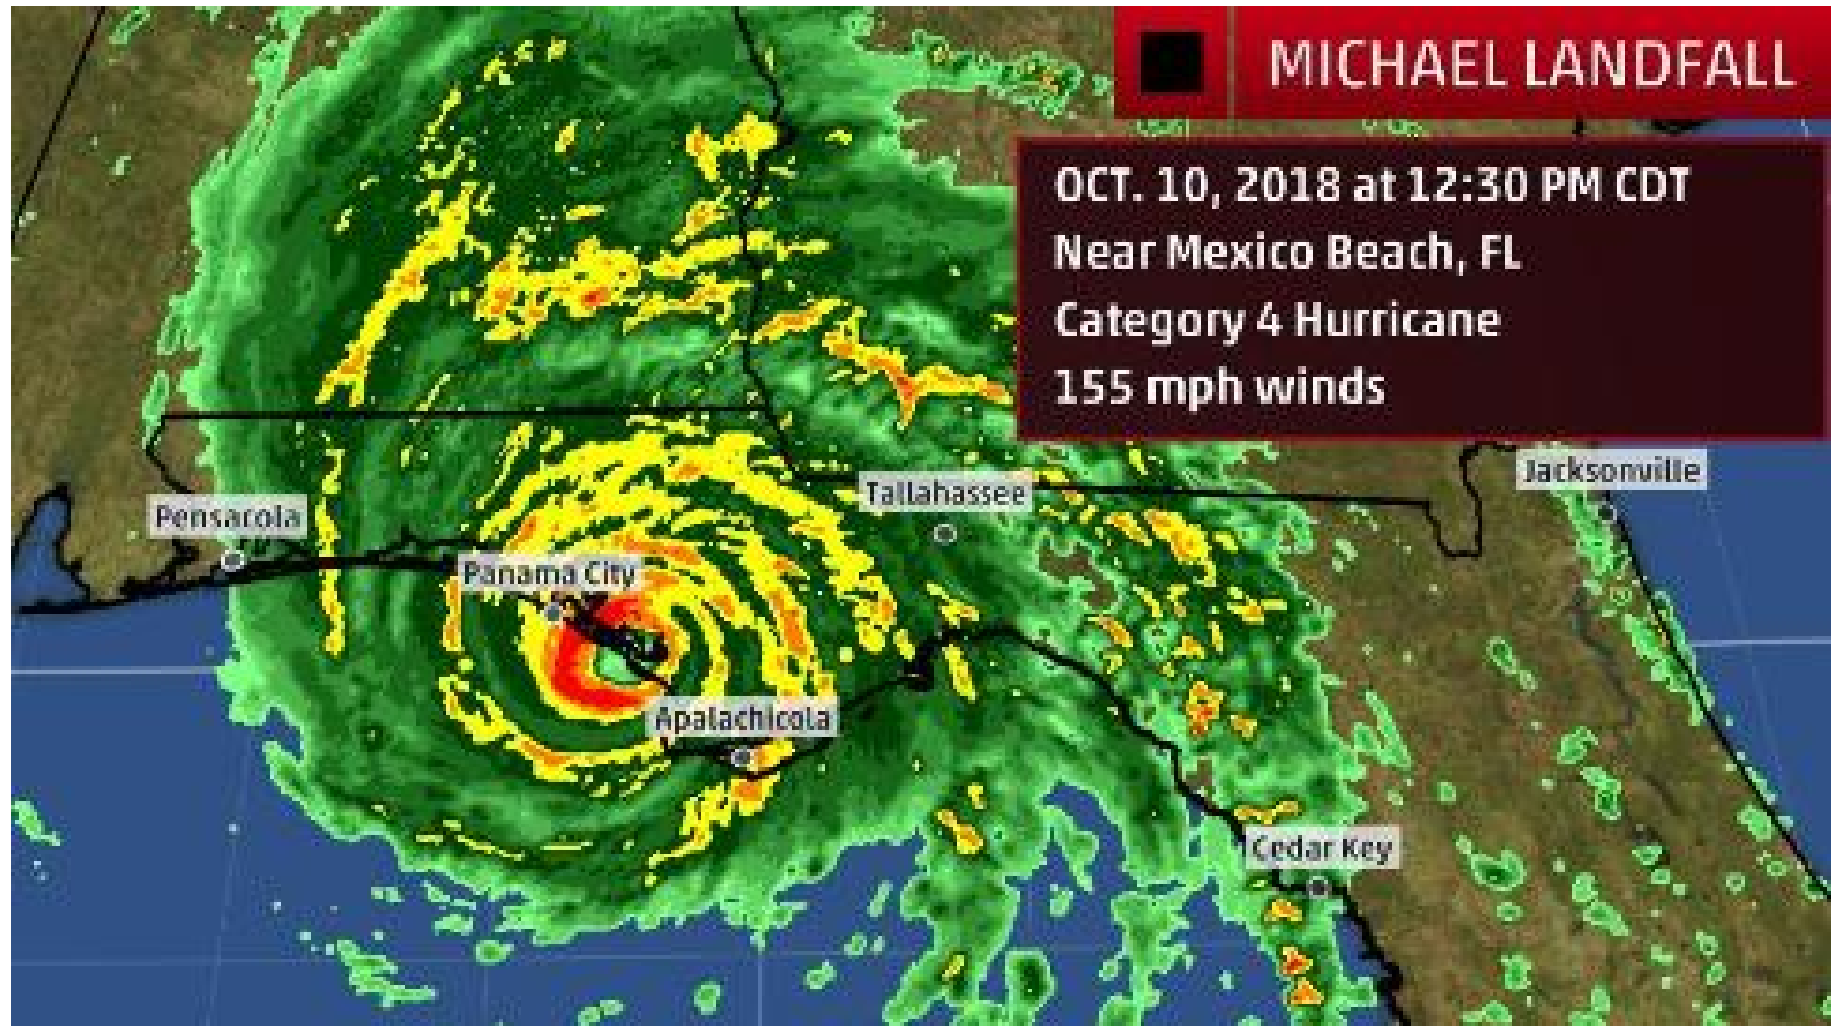 MICHAEL LANDFALL
OCT. 10, 2018 at 12:30 PM CDT
Near Mexico Beach, FL
Category 4 Hurricane
155 mph winds
Jacksonville
Tallahassee
Pensacola
Panama City
Apalachicola
Cedar Key